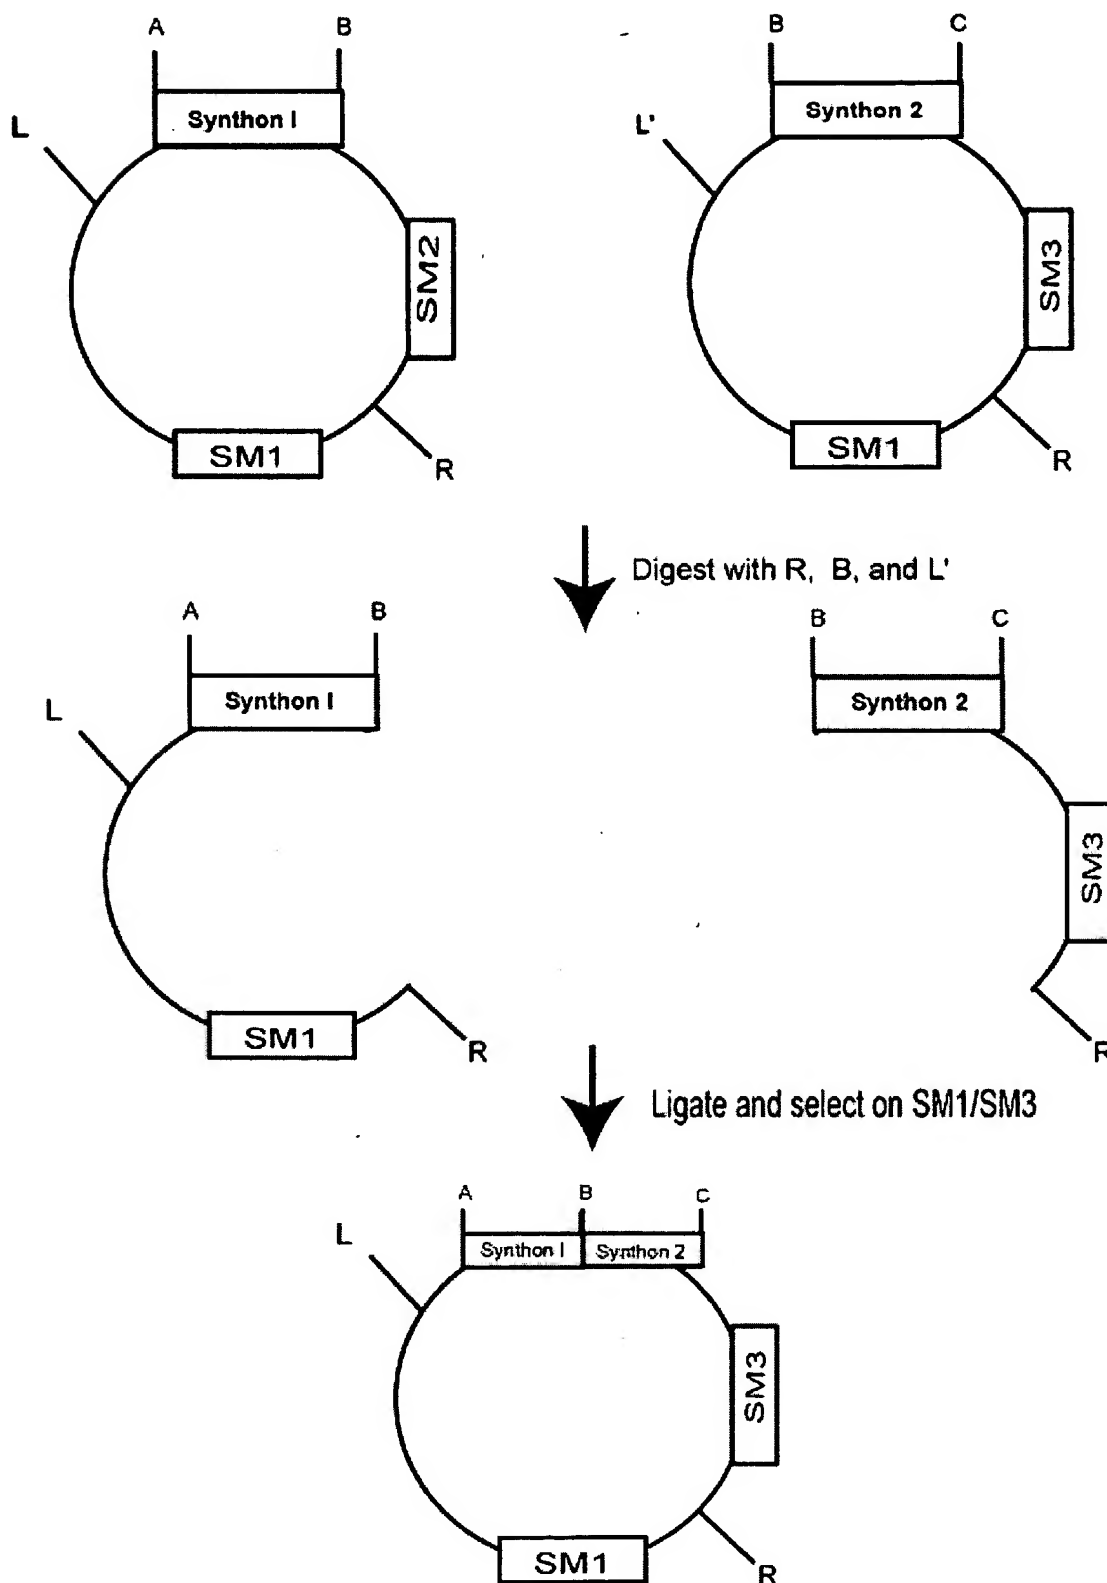 A B
B C
Synthon I
Synthon 2
L
L'
SM2
SM3
SM1
SM1
R
R
Digest with R, B, and L'
A B
B C
Synthon I
Synthon 2
L
SM3
SM1
R
R
Ligate and select on SM1/SM3
A B C
L
Synthon I Synthon 2
SM3
SM1
R